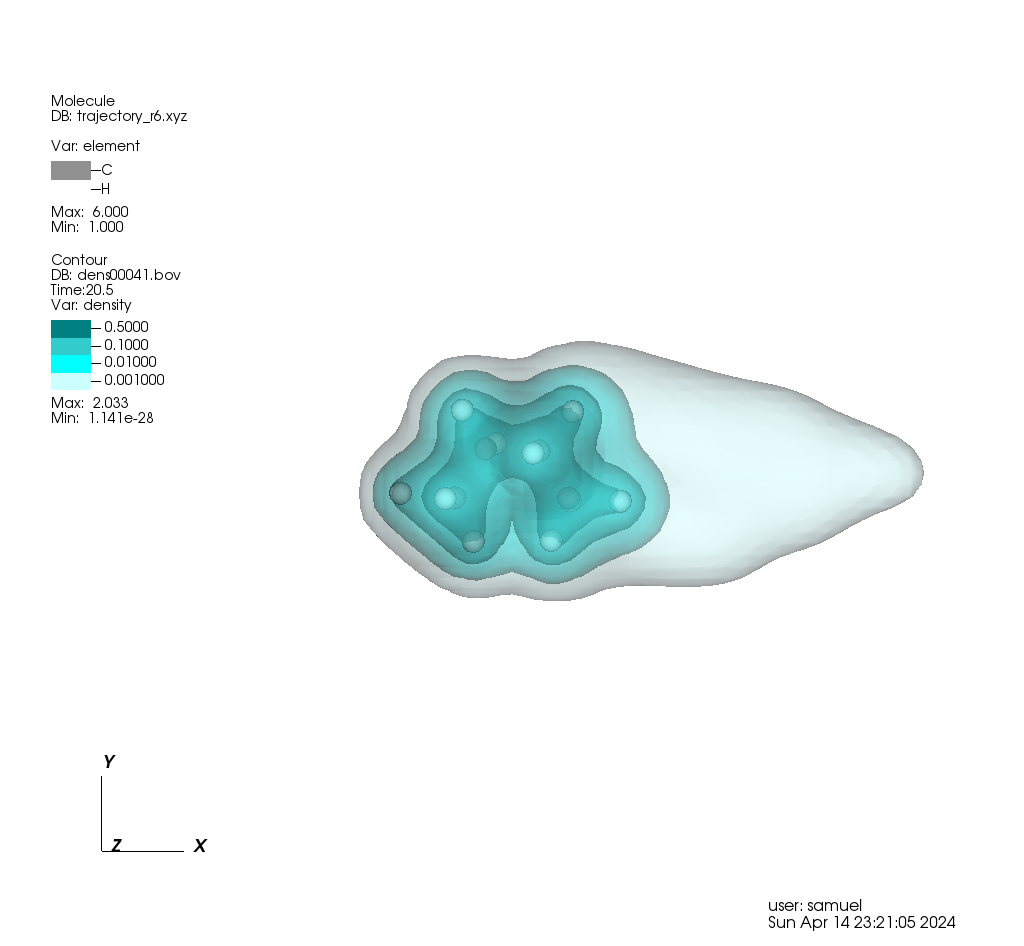 Molecule
DB: trajectory_r6.xyz
Var: element
C
H
Max: 6.000
Min: 1.000
Contour
DB: dens00041.bov
Time:20.5
Var: density
0.5000
0.1000
0.01000
0.001000
Max: 2.033
Min: 1.141e-28
Y
Z X
user: samuel
Sun Apr 14 23:21:05 2024